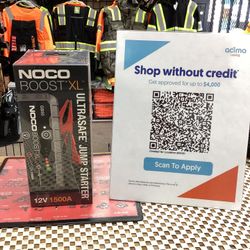 NOCO
BOOST XL
ULTRASAFE JUMP STARTER
NOCO
12V 1500A
acima
Shop without credit
Get approved for up to $4,000
Scan To Apply